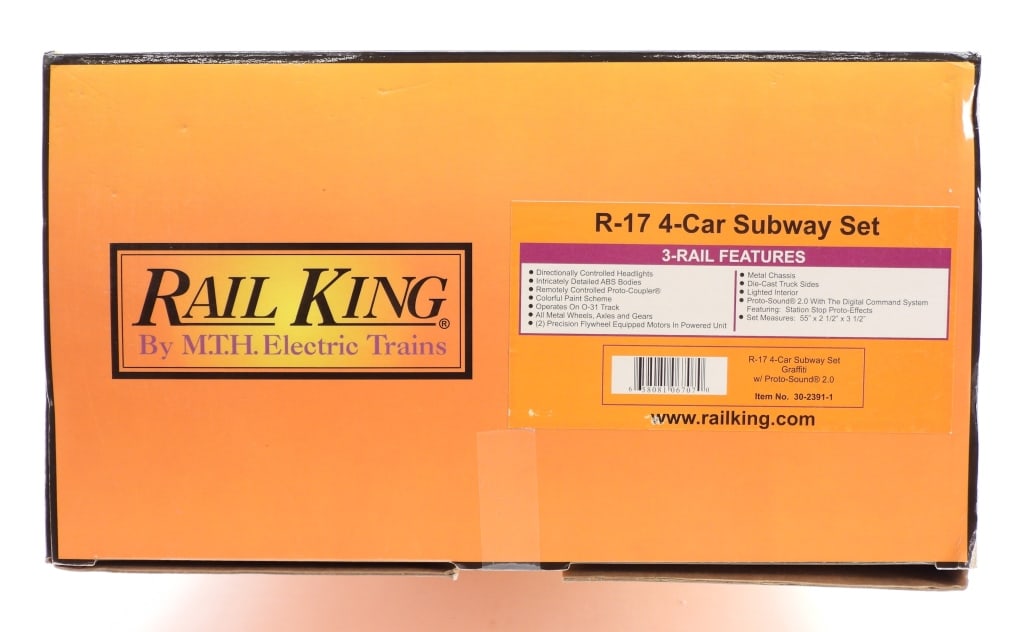 RAIL KING®
By M.T.H. Electric Trains
R-17 4-Car Subway Set
3-RAIL FEATURES
• Directionally Controlled Headlights
• Intricately Detailed ABS Bodies
• Remotely Controlled Proto-Coupler®
• Colorful Paint Scheme
• Operates On O-31 Track
• All Metal Wheels, Axles and Gears
• (2) Precision Flywheel Equipped Motors In Powered Unit
• Metal Chassis
• Die-Cast Truck Sides
• Lighted Interior
• Proto-Sound® 2.0 With The Digital Command System
Featuring: Station Stop Proto-Effects
• Set Measures: 55" x 2 1/2" x 3 1/2"
R-17 4-Car Subway Set
Graffiti
w/ Proto-Sound® 2.0
Item No. 30-2391-1
www.railking.com